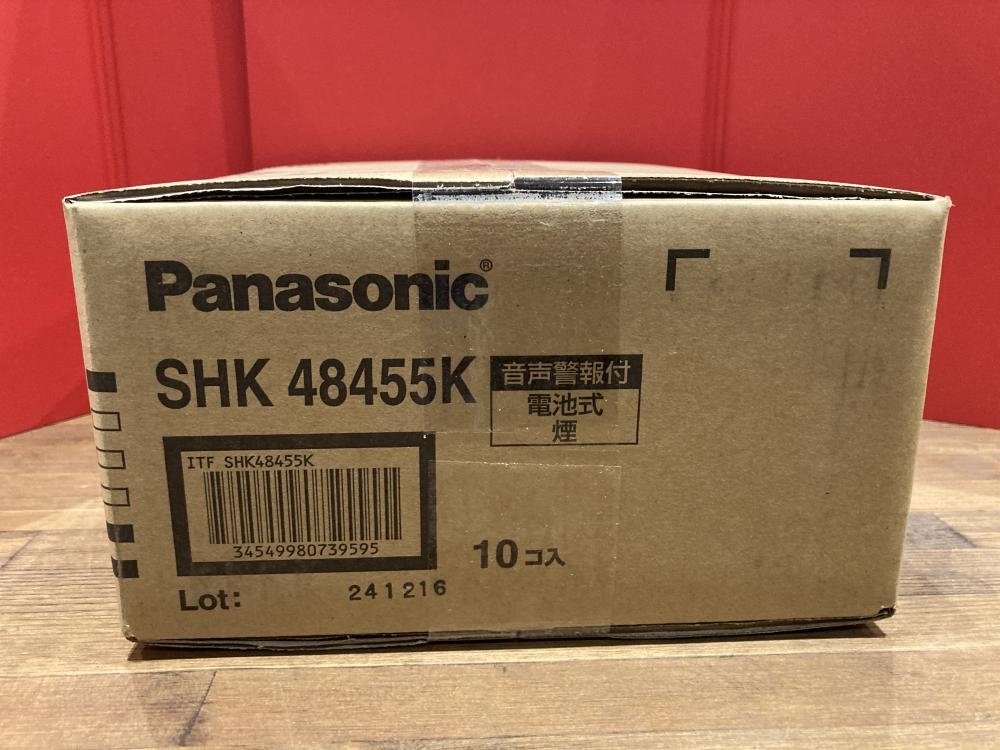 Panasonic®
SHK 48455K
音声警報付
電池式
煙
ITF SHK48455K
34549980739595
10コ入
Lot: 241216